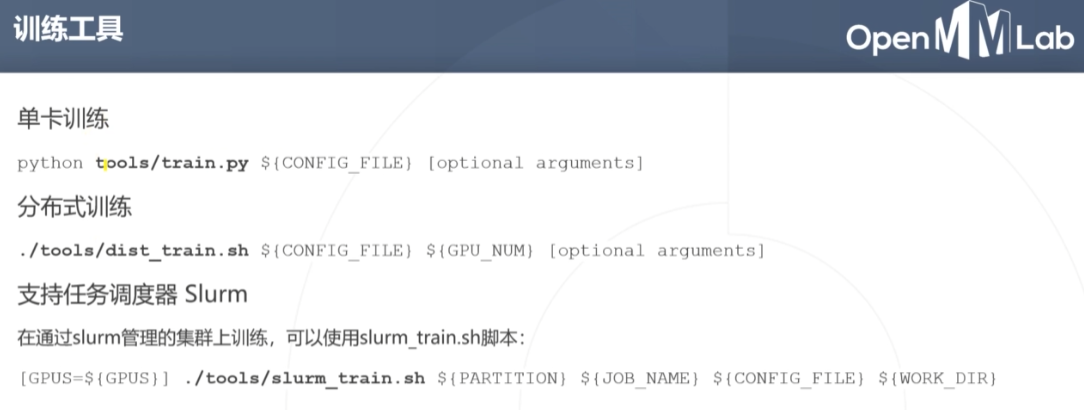 训练工具
OpenMMLab
单卡训练
python tools/train.py ${CONFIG_FILE} [optional arguments]
分布式训练
./tools/dist_train.sh ${CONFIG_FILE} ${GPU_NUM} [optional arguments]
支持任务调度器 Slurm
在通过slurm管理的集群上训练，可以使用slurm_train.sh脚本：
[GPUS=${GPUS}] ./tools/slurm_train.sh ${PARTITION} ${JOB_NAME} ${CONFIG_FILE} ${WORK_DIR}